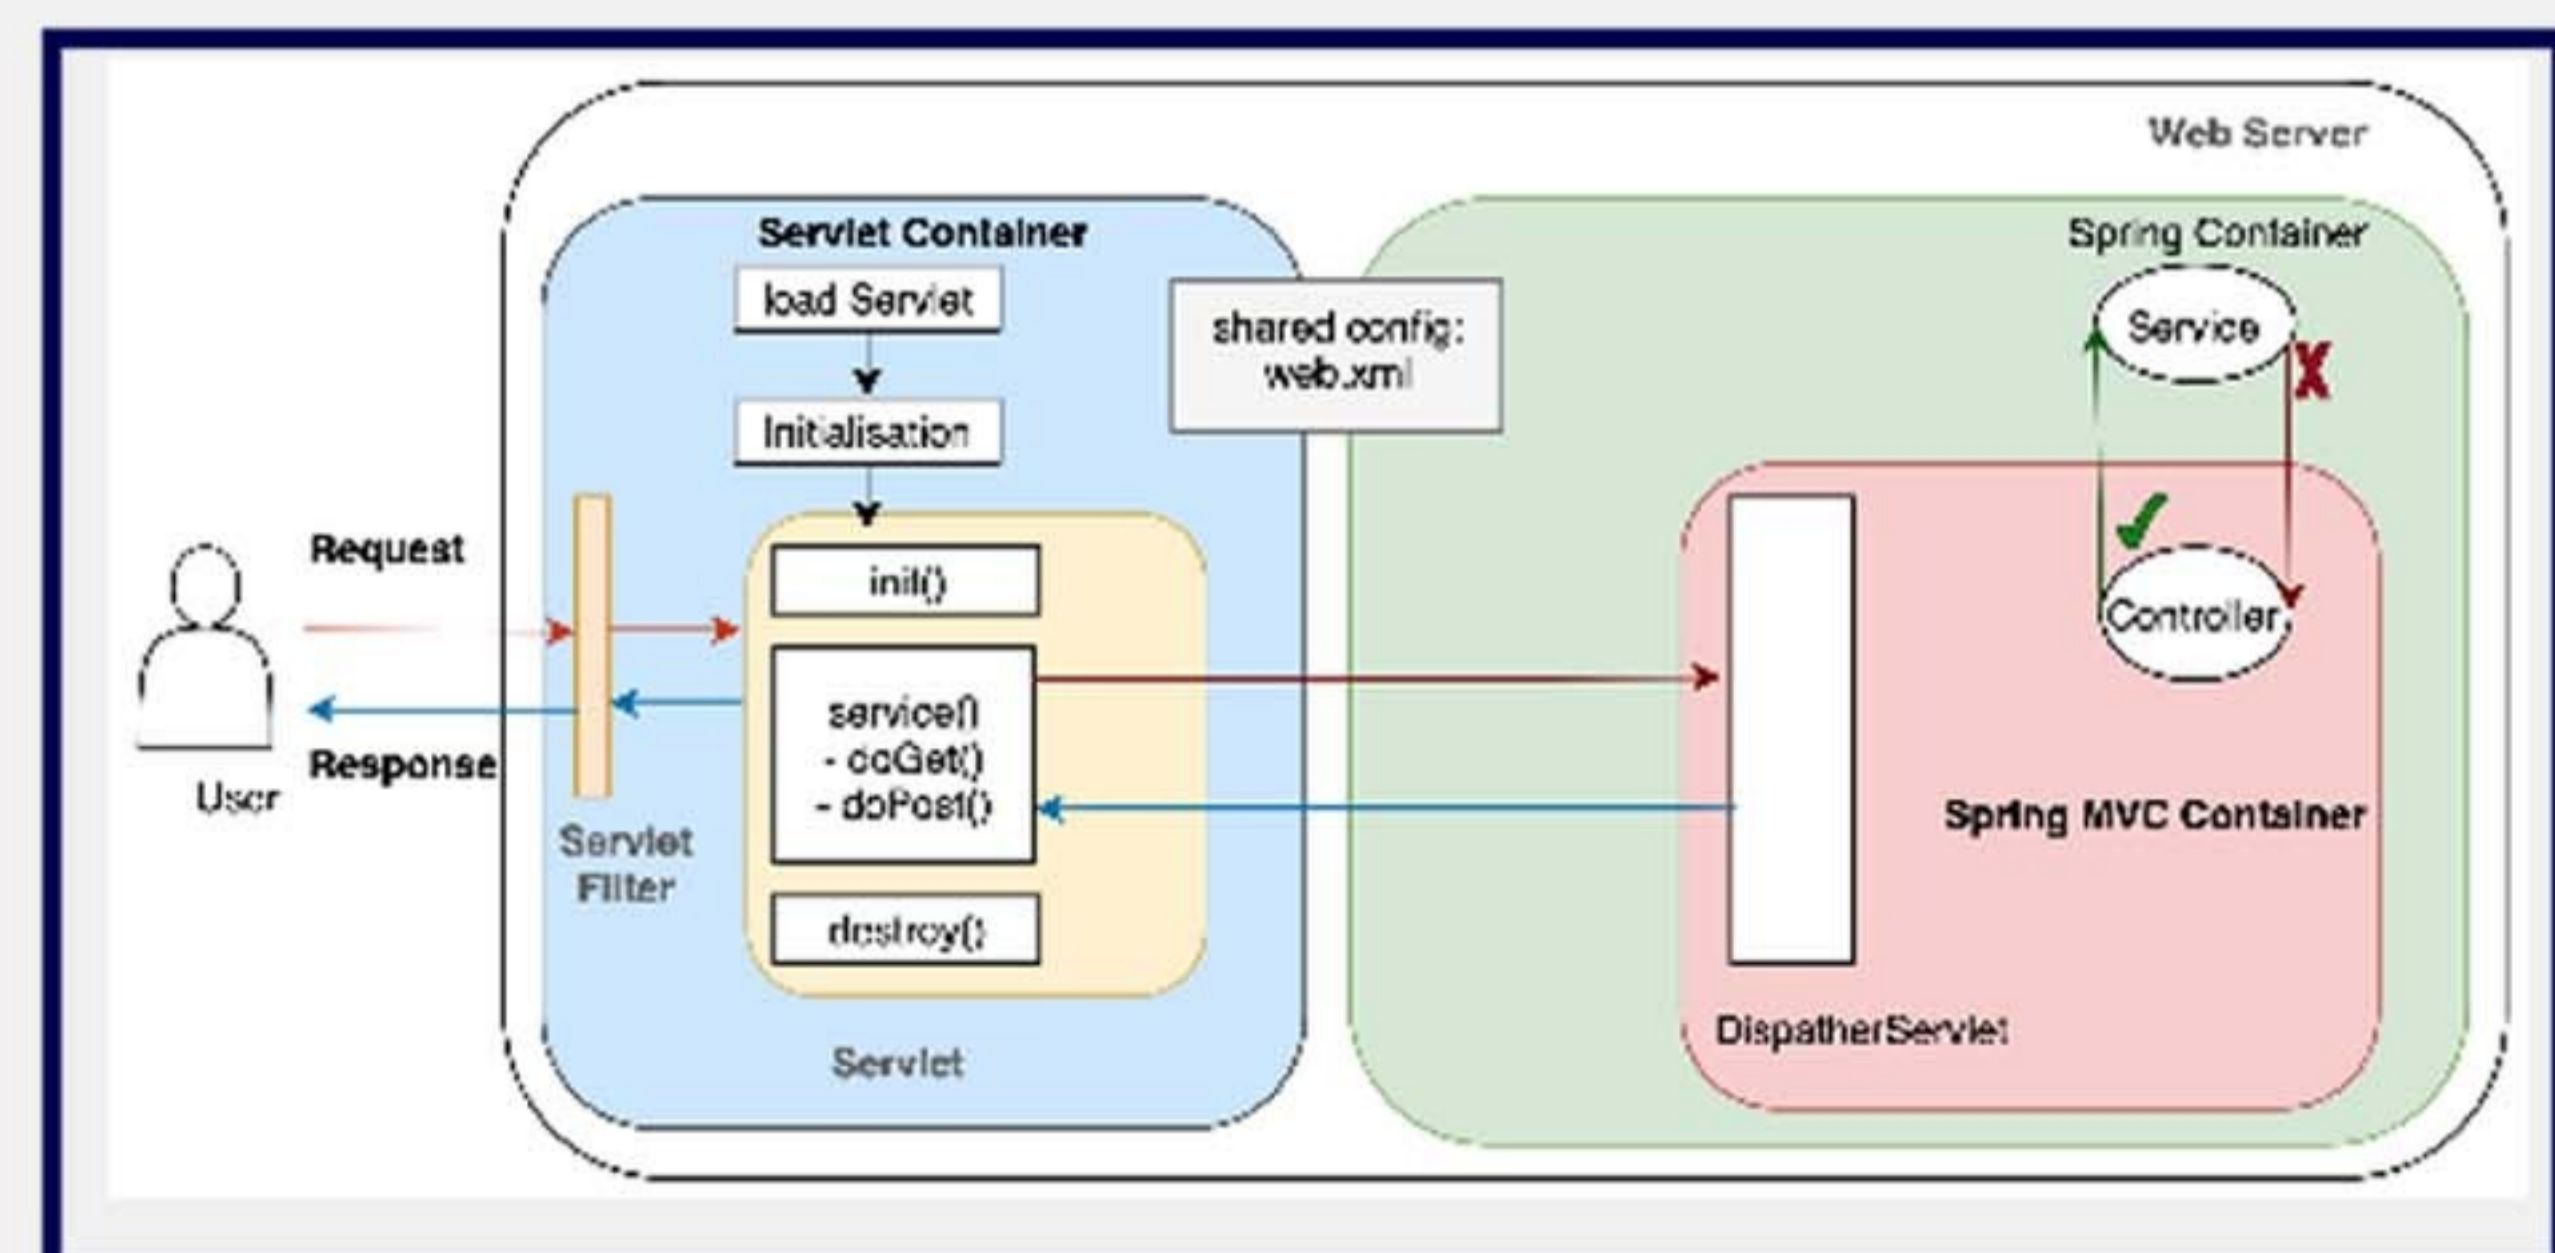 Web Server
Servlet Container
Spring Container
load Servlet
shared config:
web.xml
Service
X
Initialisation
Request
init()
Controller
service()
- doGet()
- doPost()
Response
User
Spring MVC Container
Servlet
Filter
destroy()
DispatherServlet
Servlet